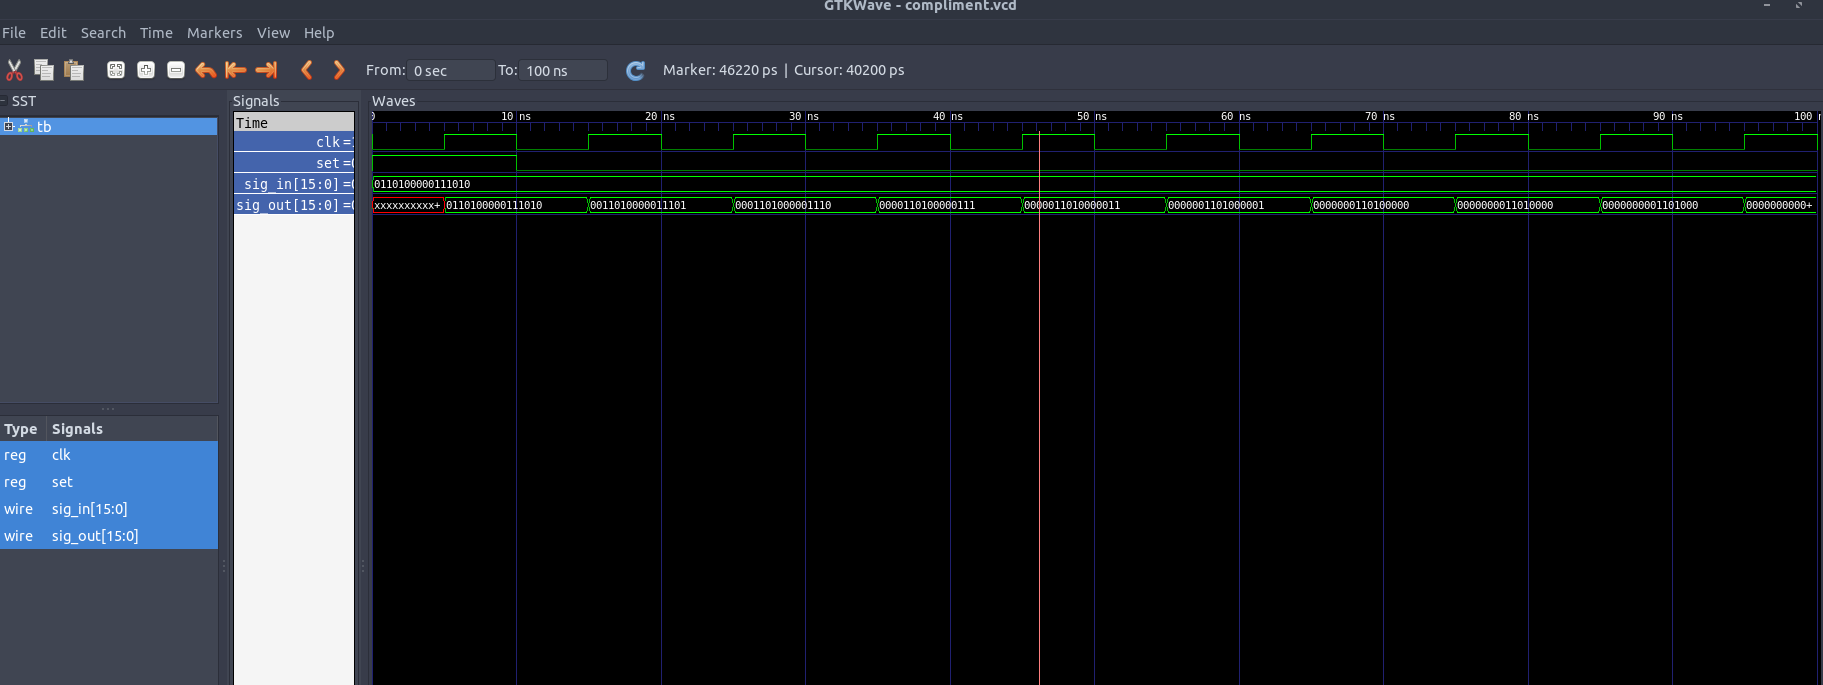 GTKWave - compliment.vcd
File Edit Search Time Markers View Help
From: 0 sec To: 100 ns Marker: 46220 ps | Cursor: 40200 ps
SST
tb
Type Signals
reg clk
reg set
wire sig_in[15:0]
wire sig_out[15:0]
Signals
Time
clk =1
set =0
sig_in[15:0] =0
sig_out[15:0] =0
Waves
0 10 ns 20 ns 30 ns 40 ns 50 ns 60 ns 70 ns 80 ns 90 ns 100 n
0110100000111010
xxxxxxxxxx+ 0110100000111010 0011010000011101 0001101000001110 0000110100000111 0000011010000011 0000001101000001 0000000110100000 0000000011010000 0000000001101000 0000000000+